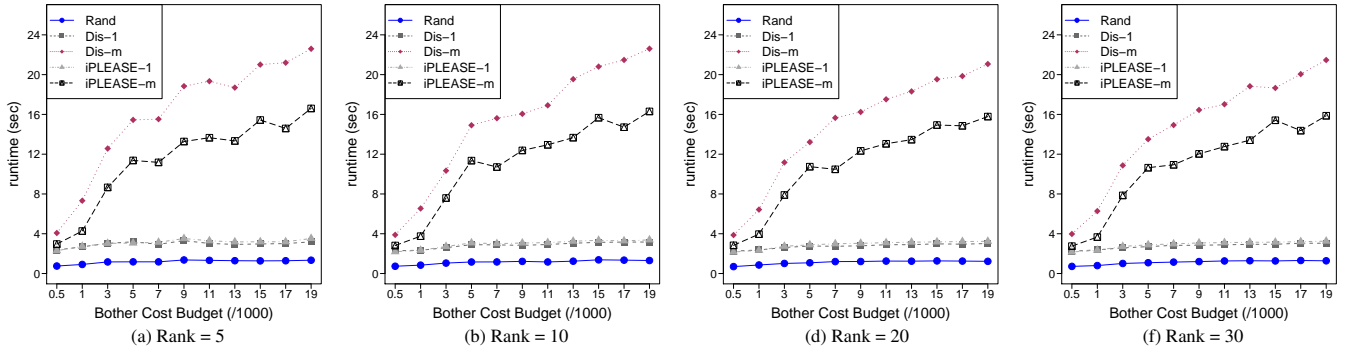 Rand
Dis−1
Dis−m
iPLEASE−1
iPLEASE−m
24
20
16
12
8
4
0
runtime (sec)
0.5 1 3 5 7 9 11 13 15 17 19
Bother Cost Budget (/1000)
(a) Rank = 5
Rand
Dis−1
Dis−m
iPLEASE−1
iPLEASE−m
24
20
16
12
8
4
0
runtime (sec)
0.5 1 3 5 7 9 11 13 15 17 19
Bother Cost Budget (/1000)
(b) Rank = 10
Rand
Dis−1
Dis−m
iPLEASE−1
iPLEASE−m
24
20
16
12
8
4
0
runtime (sec)
0.5 1 3 5 7 9 11 13 15 17 19
Bother Cost Budget (/1000)
(d) Rank = 20
Rand
Dis−1
Dis−m
iPLEASE−1
iPLEASE−m
24
20
16
12
8
4
0
runtime (sec)
0.5 1 3 5 7 9 11 13 15 17 19
Bother Cost Budget (/1000)
(f) Rank = 30